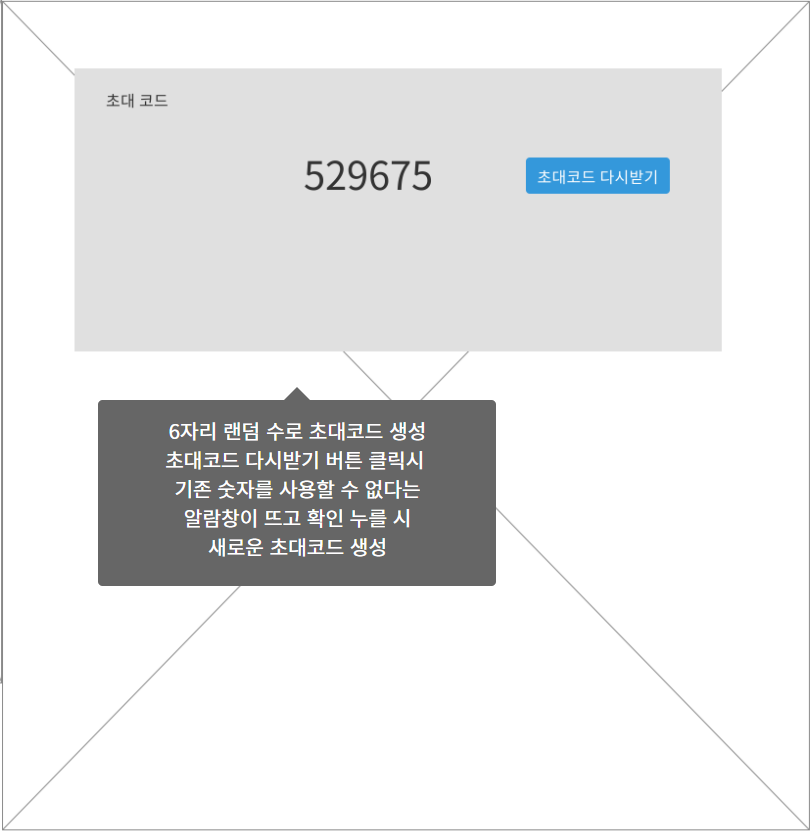 초대 코드
529675
초대코드 다시받기
6자리 랜덤 수로 초대코드 생성
초대코드 다시받기 버튼 클릭시
기존 숫자를 사용할 수 없다는
알람창이 뜨고 확인 누를 시
새로운 초대코드 생성